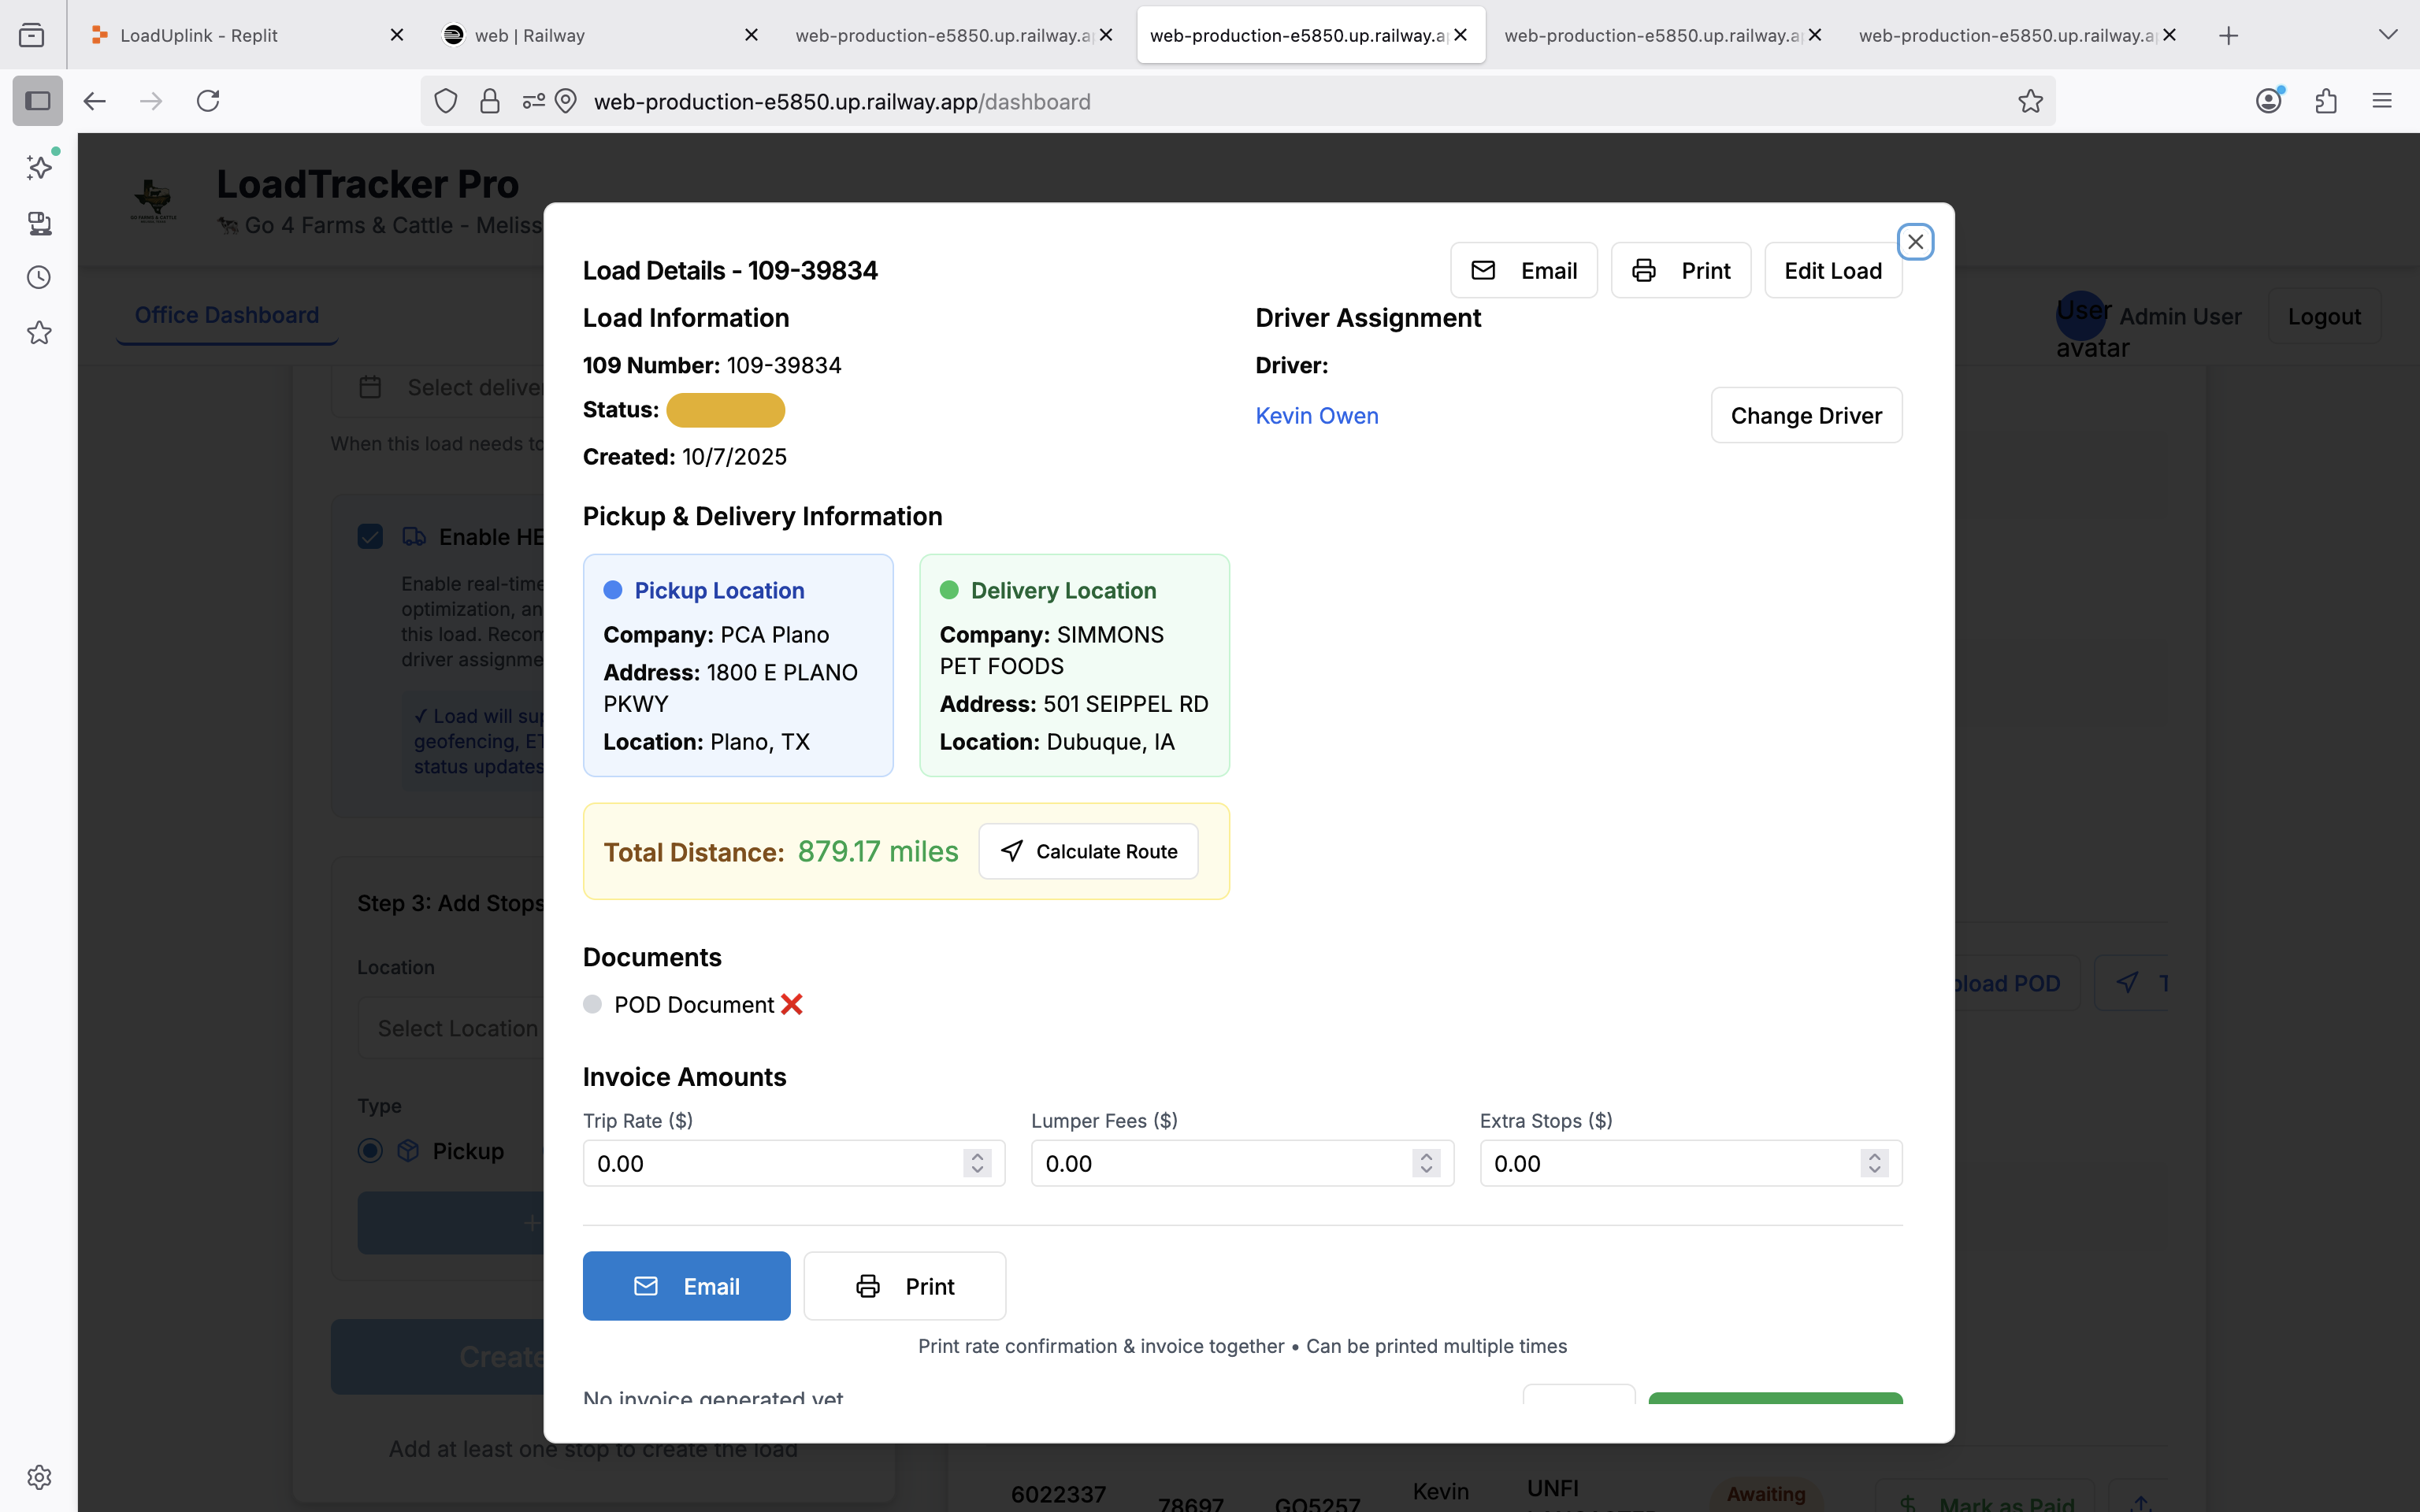 LoadUplink - Replit
web | Railway
web-production-e5850.up.railway.a
web-production-e5850.up.railway.a
web-production-e5850.up.railway.a
web-production-e5850.up.railway.a
web-production-e5850.up.railway.app/dashboard
LoadTracker Pro
Go 4 Farms & Cattle - Meliss
Office Dashboard
User avatar
Admin User
Logout
Select deliver
When this load needs to
Enable HE
Enable real-time
optimization, an
this load. Recom
driver assignme
✓ Load will sup
geofencing, ET
status updates
Step 3: Add Stops
Location
Select Location
Type
Pickup
Create
Add at least one stop to create the load
Load Details - 109-39834
Email
Print
Edit Load
Load Information
109 Number: 109-39834
Status:
Created: 10/7/2025
Driver Assignment
Driver:
Kevin Owen
Change Driver
Pickup & Delivery Information
Pickup Location
Company: PCA Plano
Address: 1800 E PLANO
PKWY
Location: Plano, TX
Delivery Location
Company: SIMMONS
PET FOODS
Address: 501 SEIPPEL RD
Location: Dubuque, IA
Total Distance: 879.17 miles
Calculate Route
Documents
POD Document ❌
Invoice Amounts
Trip Rate ($)
Lumper Fees ($)
Extra Stops ($)
0.00
0.00
0.00
Email
Print
Print rate confirmation & invoice together • Can be printed multiple times
No invoice generated yet
pload POD
T
6022337
78697
GO5257
Kevin
UNFI
Awaiting
Mark as Paid